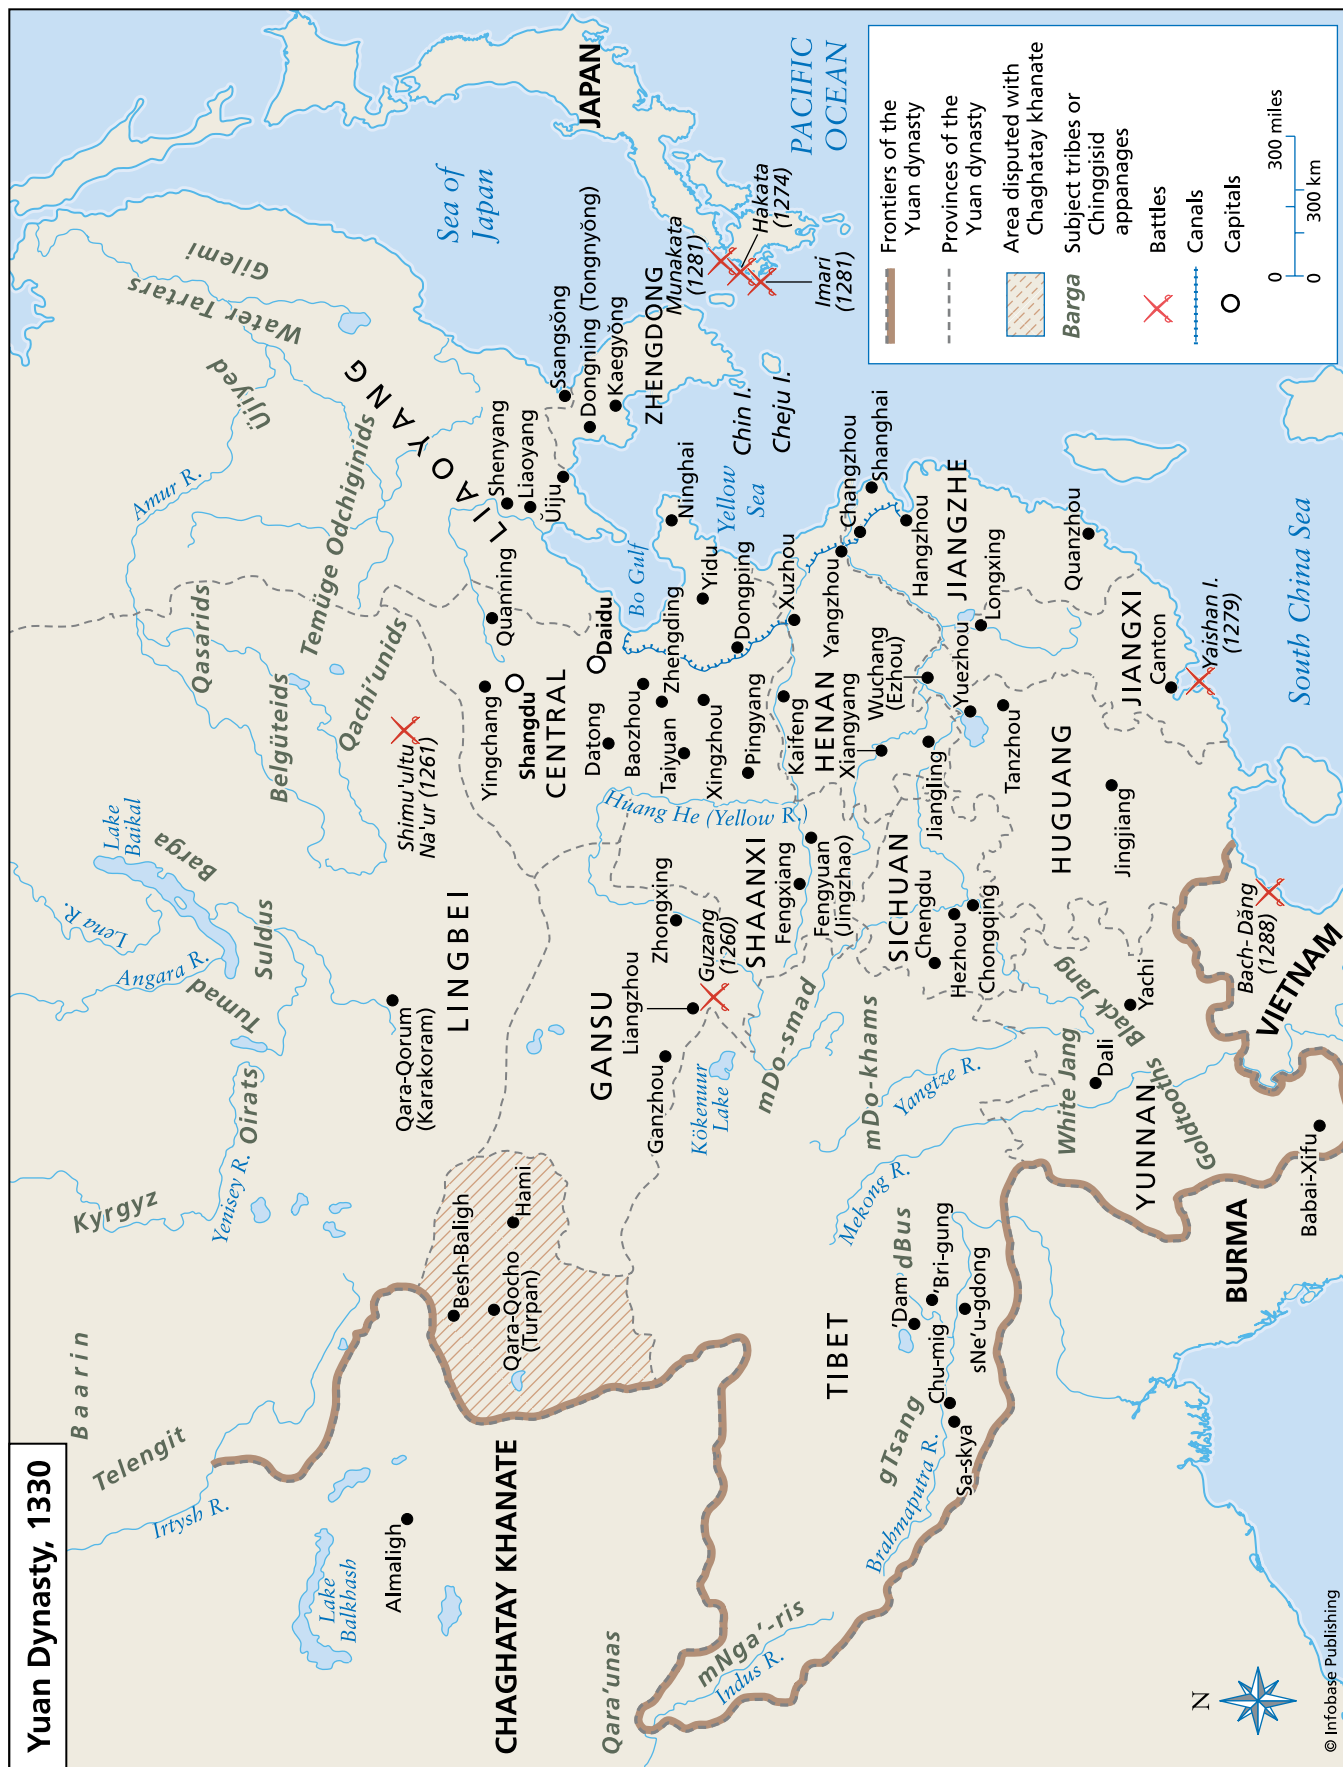 Yuan Dynasty, 1330
Baarin
Telengit
Irtysh R.
Kyrgyz
Yenisey R.
Oirats
Tumad
Angara R.
Lena R.
Suldus
Barga
Lake
Baikal
Belgüteids
Qasarids
Temüge Odchiginids
Qachi'unids
Amur R.
Üjiyed
Water Tartars
Gilemi
LIAOYANG
Lake
Balkhash
Almaligh
CHAGHATAY KHANATE
Qara'unas
mNga'-ris
Indus R.
Besh-Baligh
Qara-Qocho
(Turpan)
Hami
Qara-Qorum
(Karakoram)
LINGBEI
Shimu'ultu
Na'ur (1261)
Yingchang
Shangdu
CENTRAL
Quanning
Shenyang
Liaoyang
Ŭiju
Ssangsŏng
Dongning (Tongnyŏng)
Kaegyŏng
ZHENGDONG
Sea of
Japan
JAPAN
PACIFIC
OCEAN
Munakata
(1281)
Hakata
(1274)
Imari
(1281)
Chin I.
Cheju I.
Daidu
Bo Gulf
Ninghai
Yellow
Sea
Datong
Baozhou
Zhengding
Taiyuan
Xingzhou
Pingyang
Yidu
Dongping
Xuzhou
Kaifeng
HENAN
Xiangyang
Yangzhou
Changzhou
Shanghai
Hangzhou
JIANGZHE
Wuchang
(Ezhou)
Yuezhou
Longxing
Jiangling
Tanzhou
Quanzhou
JIANGXI
Canton
Yaishan I.
(1279)
South China Sea
HUGUANG
Jingjiang
Huang He (Yellow R.)
GANSU
Ganzhou
Liangzhou
Zhongxing
Guzang
(1260)
Kökenuur
Lake
SHAANXI
Fengxiang
Fengyuan
(Jingzhao)
SICHUAN
Chengdu
Hezhou
Chongqing
mDo-smad
mDo-khams
Yangtze R.
Mekong R.
TIBET
dBus
'Dam
'Bri-gung
sNe'u-gdong
Chu-mig
gTsang
Sa-skya
Brahmaputra R.
White Jang
Black Jang
Goldtooths
Dali
Yachi
YUNNAN
BURMA
Babai-Xifu
VIETNAM
Bach-Dăng
(1288)
Frontiers of the
Yuan dynasty
Provinces of the
Yuan dynasty
Area disputed with
Chaghatay khanate
Barga
Subject tribes or
Chinggisid
appanages
Battles
Canals
Capitals
0
300 miles
0
300 km
N
© Infobase Publishing